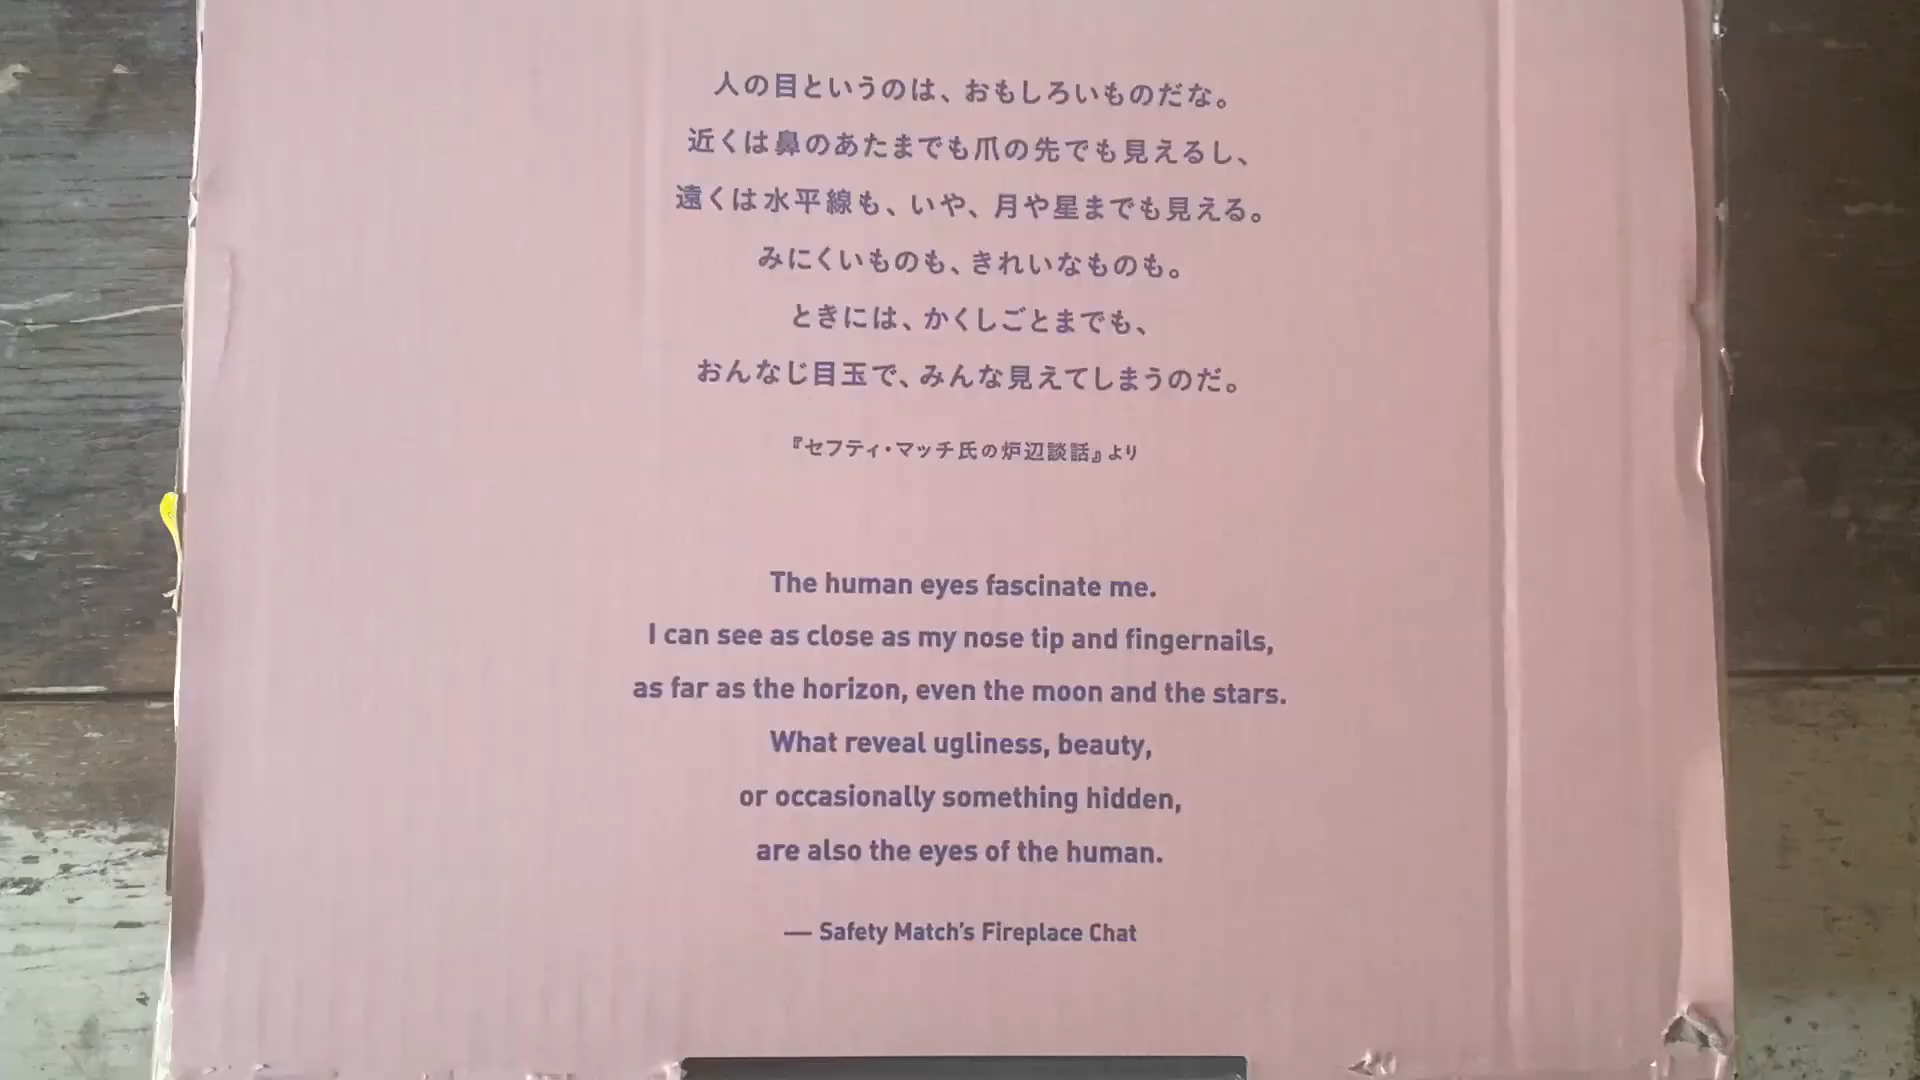 人の目というのは、おもしろいものだな。
近くは鼻のあたまでも爪の先でも見えるし、
遠くは水平線も、いや、月や星までも見える。
みにくいものも、きれいなものも。
ときには、かくしごとまでも、
おんなじ目玉で、みんな見えてしまうのだ。
『セフティ・マッチ氏の炉辺談話』より
The human eyes fascinate me.
I can see as close as my nose tip and fingernails,
as far as the horizon, even the moon and the stars.
What reveal ugliness, beauty,
or occasionally something hidden,
are also the eyes of the human.
— Safety Match's Fireplace Chat